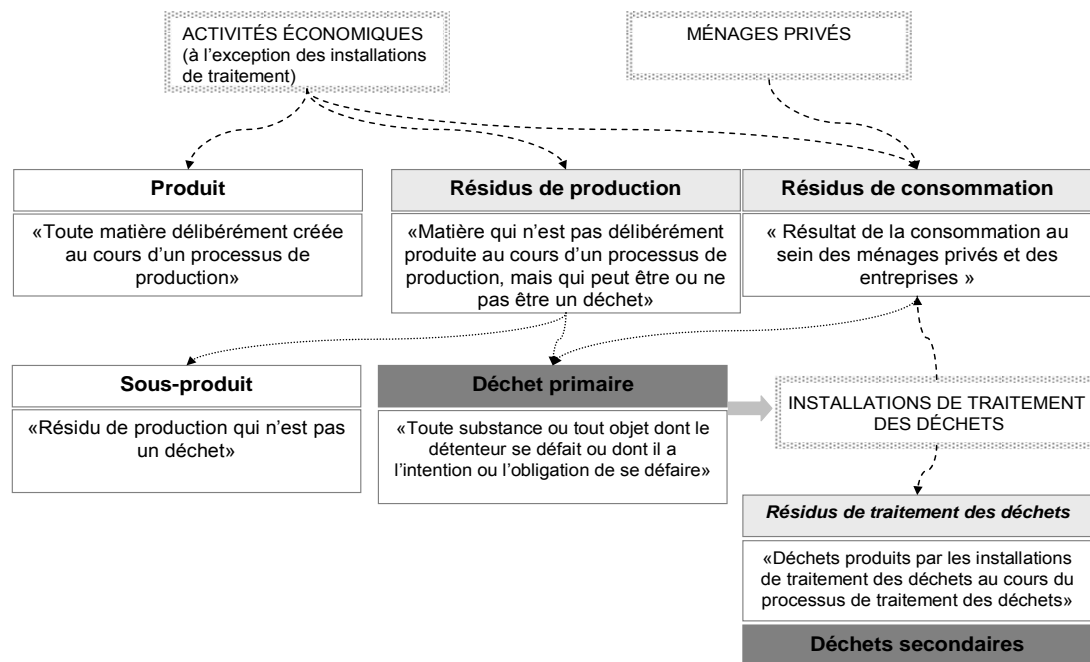 ACTIVITÉS ÉCONOMIQUES
(à l'exception des installations
de traitement)
MÉNAGES PRIVÉS
Produit
«Toute matière délibérément créée
au cours d'un processus de
production»
Résidus de production
«Matière qui n'est pas délibérément
produite au cours d'un processus de
production, mais qui peut être ou ne
pas être un déchet»
Résidus de consommation
« Résultat de la consommation au
sein des ménages privés et des
entreprises »
Sous-produit
«Résidu de production qui n'est pas
un déchet»
Déchet primaire
«Toute substance ou tout objet dont le
détenteur se défait ou dont il a
l'intention ou l'obligation de se défaire»
INSTALLATIONS DE TRAITEMENT
DES DÉCHETS
Résidus de traitement des déchets
«Déchets produits par les installations
de traitement des déchets au cours du
processus de traitement des déchets»
Déchets secondaires